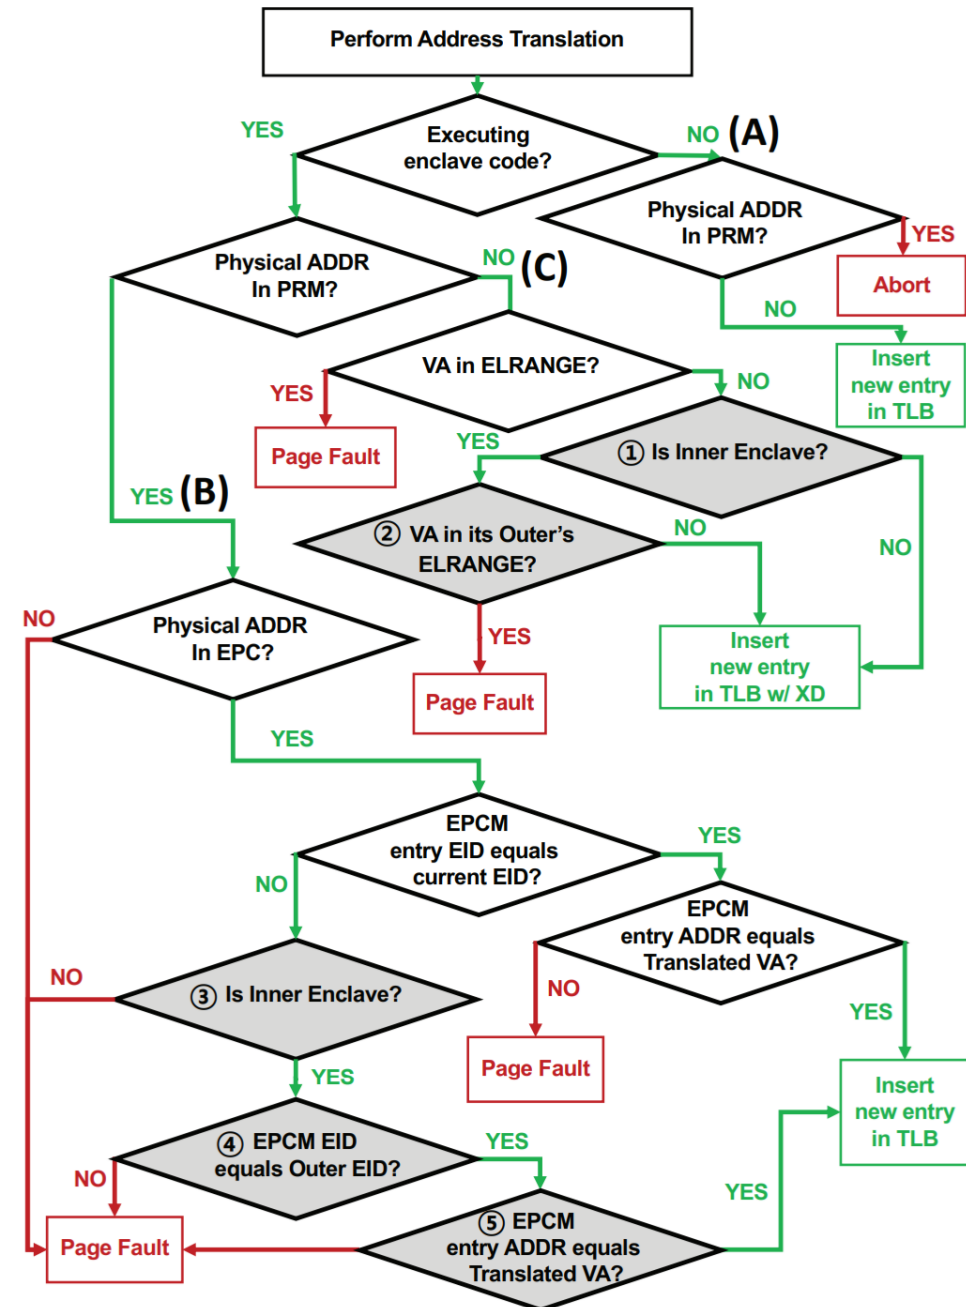 Perform Address Translation
YES
Executing
enclave code?
NO (A)
Physical ADDR
In PRM?
YES
Abort
NO
Insert
new entry
in TLB
Physical ADDR
In PRM?
NO (C)
VA in ELRANGE?
YES
Page Fault
NO
① Is Inner Enclave?
YES
NO
② VA in its Outer's
ELRANGE?
NO
YES
Page Fault
Insert
new entry
in TLB w/ XD
YES (B)
Physical ADDR
In EPC?
NO
YES
EPCM
entry EID equals
current EID?
YES
NO
EPCM
entry ADDR equals
Translated VA?
NO
Page Fault
YES
Insert
new entry
in TLB
③ Is Inner Enclave?
NO
YES
④ EPCM EID
equals Outer EID?
YES
NO
Page Fault
⑤ EPCM
entry ADDR equals
Translated VA?
YES